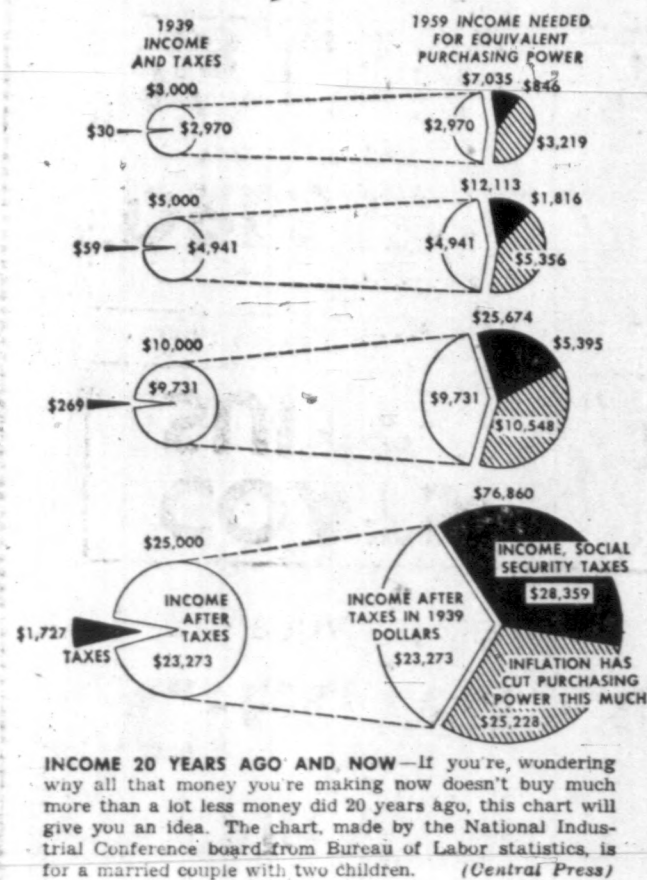 1939
INCOME
AND TAXES
1959 INCOME NEEDED
FOR EQUIVALENT
PURCHASING POWER
$3,000
$30
$2,970
$7,035
$846
$2,970
$3,219
$5,000
$59
$4,941
$12,113
$1,816
$4,941
$5,356
$10,000
$9,731
$269
$25,674
$5,395
$9,731
$10,548
$25,000
$1,727
TAXES
INCOME
AFTER
TAXES
$23,273
$76,860
INCOME, SOCIAL
SECURITY TAXES
$28,359
INCOME AFTER
TAXES IN 1939
DOLLARS
$23,273
INFLATION HAS
CUT PURCHASING
POWER THIS MUCH
$25,228
INCOME 20 YEARS AGO AND NOW—If you're, wondering
why all that money you're making now doesn't buy much
more than a lot less money did 20 years ago, this chart will
give you an idea. The chart, made by the National Indus-
trial Conference board from Bureau of Labor statistics, is
for a married couple with two children. (Central Press)